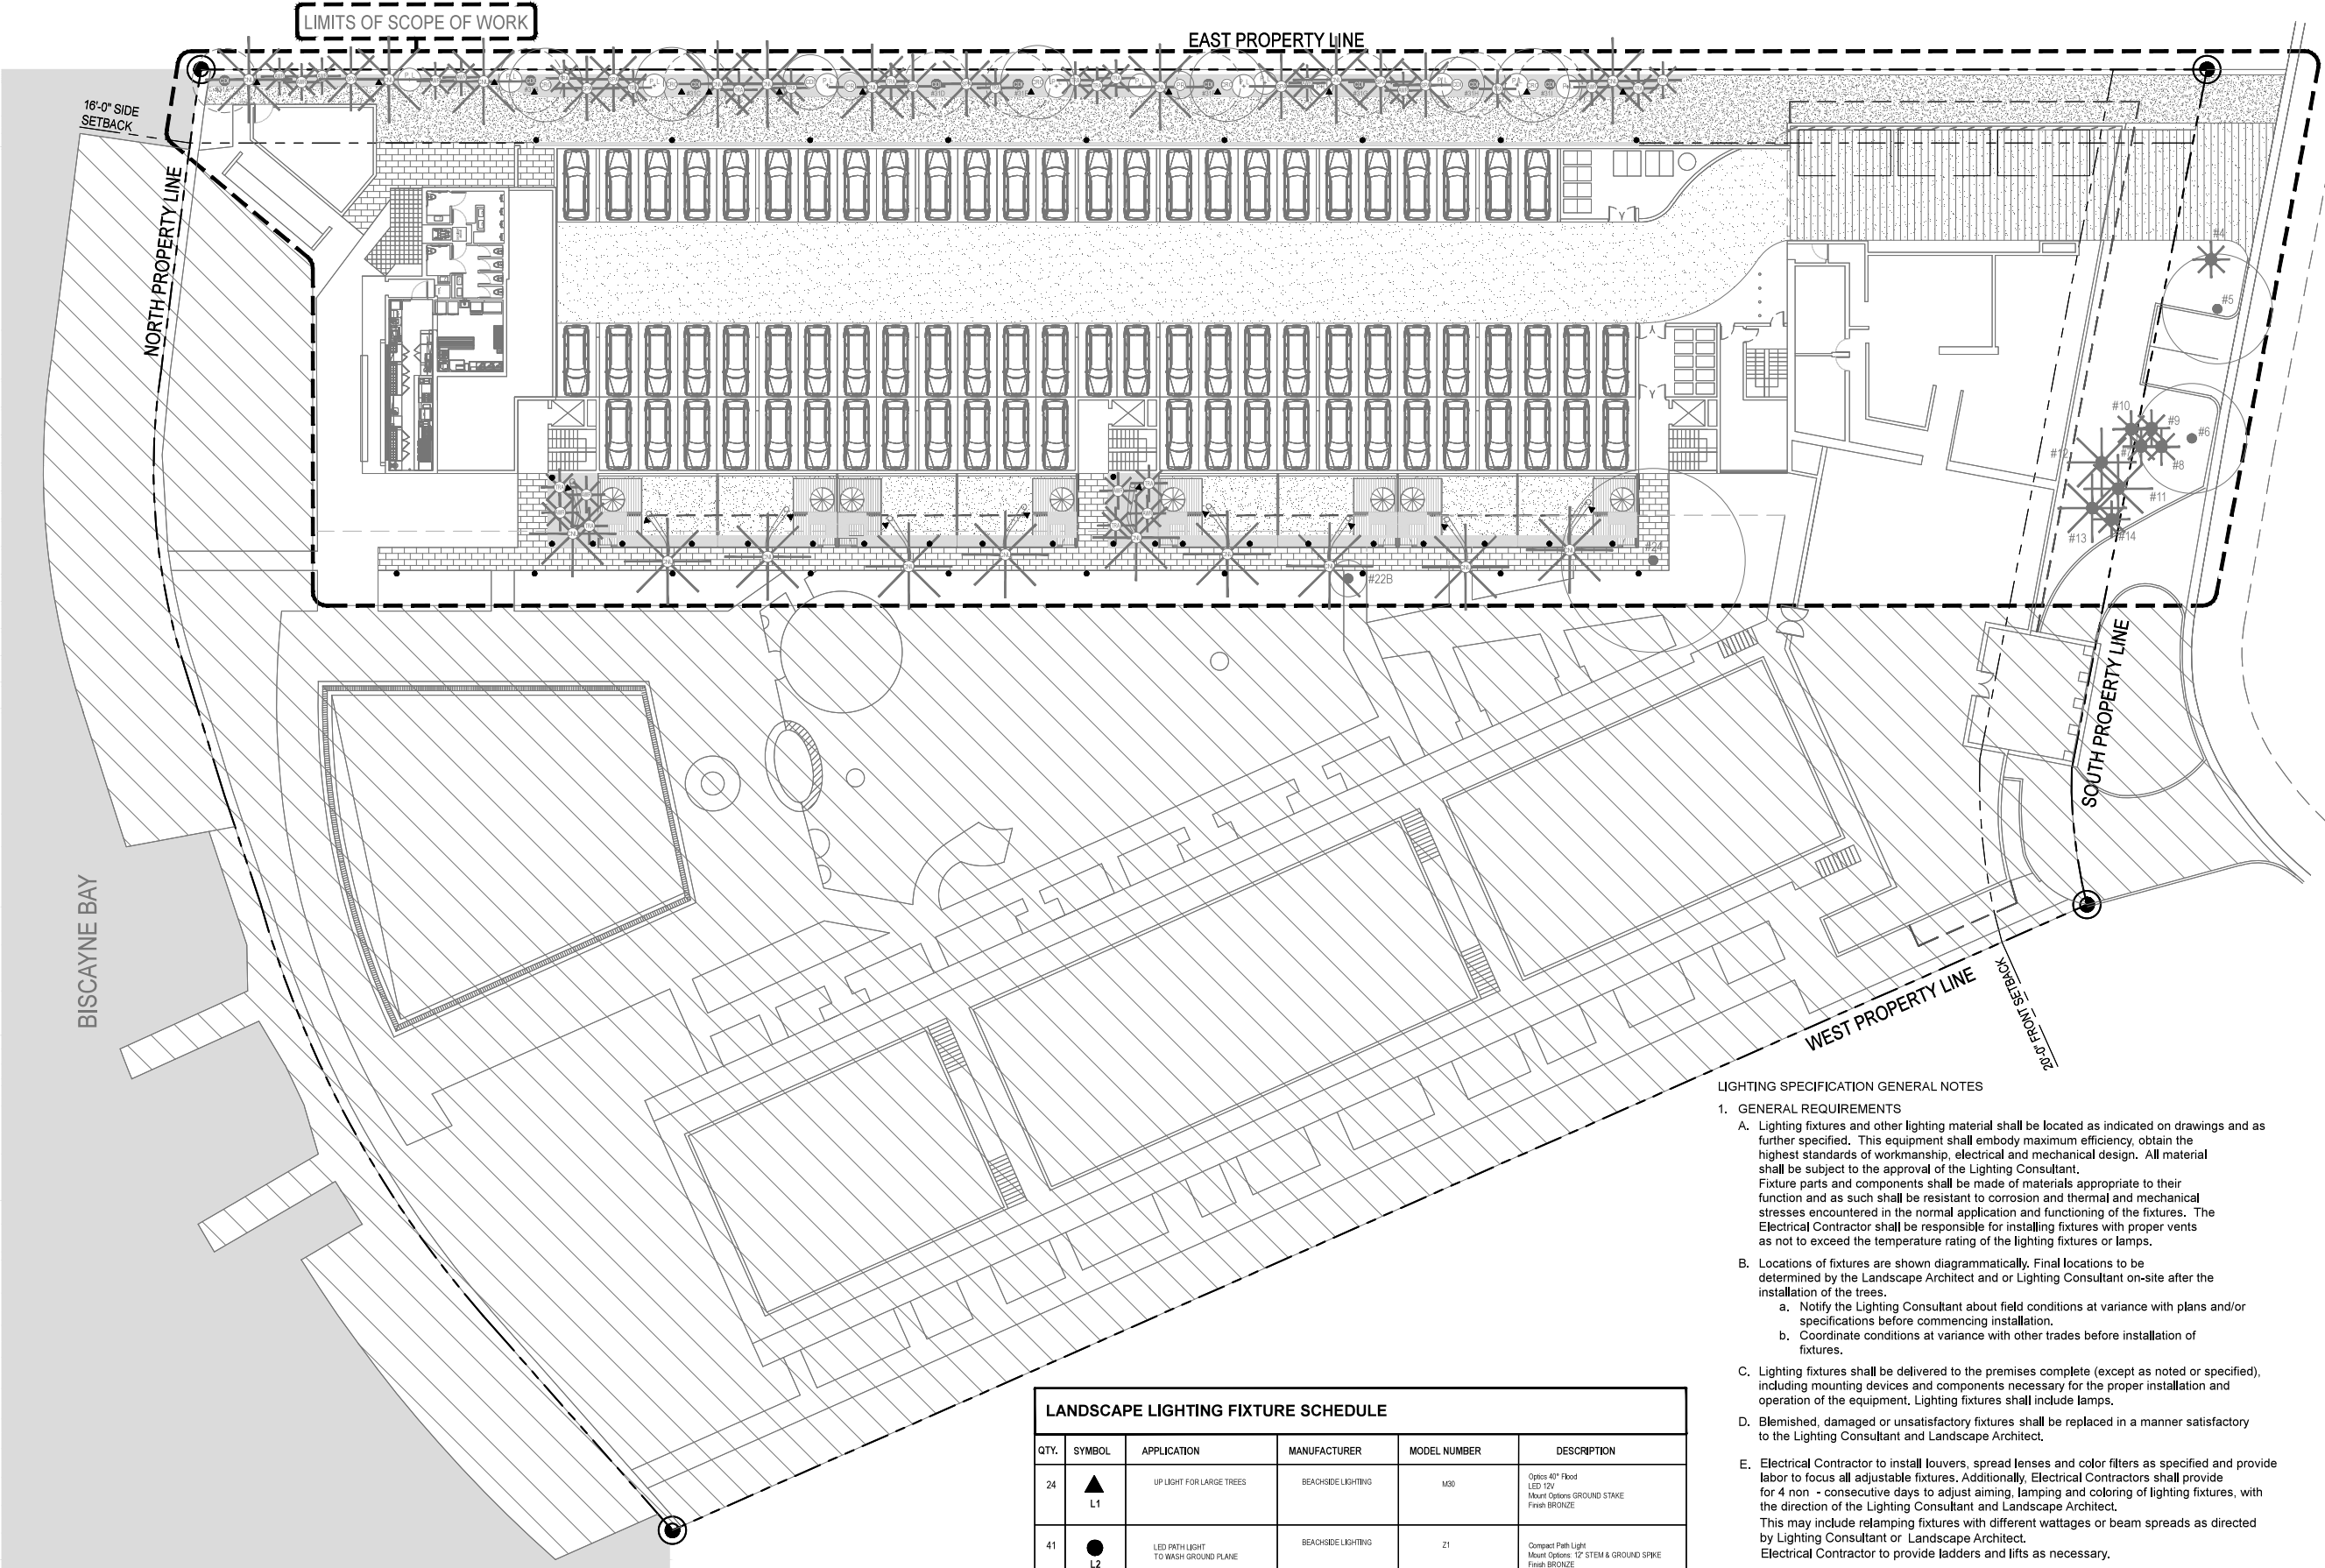 LIMITS OF SCOPE OF WORK
EAST PROPERTY LINE
16'-0" SIDE
SETBACK
NORTH PROPERTY LINE
#4
#5
#10
#9
#6
#12
#8
#11
#13
#14
#24
#22B
SOUTH PROPERTY LINE
BISCAYNE BAY
WEST PROPERTY LINE
20'-0" FRONT SETBACK
LIGHTING SPECIFICATION GENERAL NOTES
1. GENERAL REQUIREMENTS
A. Lighting fixtures and other lighting material shall be located as indicated on drawings and as
further specified. This equipment shall embody maximum efficiency, obtain the
highest standards of workmanship, electrical and mechanical design. All material
shall be subject to the approval of the Lighting Consultant.
Fixture parts and components shall be made of materials appropriate to their
function and as such shall be resistant to corrosion and thermal and mechanical
stresses encountered in the normal application and functioning of the fixtures. The
Electrical Contractor shall be responsible for installing fixtures with proper vents
as not to exceed the temperature rating of the lighting fixtures or lamps.
B. Locations of fixtures are shown diagrammatically. Final locations to be
determined by the Landscape Architect and or Lighting Consultant on-site after the
installation of the trees.
a. Notify the Lighting Consultant about field conditions at variance with plans and/or
specifications before commencing installation.
b. Coordinate conditions at variance with other trades before installation of
fixtures.
C. Lighting fixtures shall be delivered to the premises complete (except as noted or specified),
including mounting devices and components necessary for the proper installation and
operation of the equipment. Lighting fixtures shall include lamps.
D. Blemished, damaged or unsatisfactory fixtures shall be replaced in a manner satisfactory
to the Lighting Consultant and Landscape Architect.
E. Electrical Contractor to install louvers, spread lenses and color filters as specified and provide
labor to focus all adjustable fixtures. Additionally, Electrical Contractors shall provide
for 4 non - consecutive days to adjust aiming, lamping and coloring of lighting fixtures, with
the direction of the Lighting Consultant and Landscape Architect.
This may include relamping fixtures with different wattages or beam spreads as directed
by Lighting Consultant or Landscape Architect.
Electrical Contractor to provide ladders and lifts as necessary.
LANDSCAPE LIGHTING FIXTURE SCHEDULE
QTY. SYMBOL APPLICATION MANUFACTURER MODEL NUMBER DESCRIPTION
24 L1 UP LIGHT FOR LARGE TREES BEACHSIDE LIGHTING M30
Optics 40° Flood
LED 12V
Mount Options GROUND STAKE
Finish BRONZE
41 L2 LED PATH LIGHT
TO WASH GROUND PLANE
BEACHSIDE LIGHTING Z1
Compact Path Light
Mount Options: 12" STEM & GROUND SPIKE
Finish BRONZE